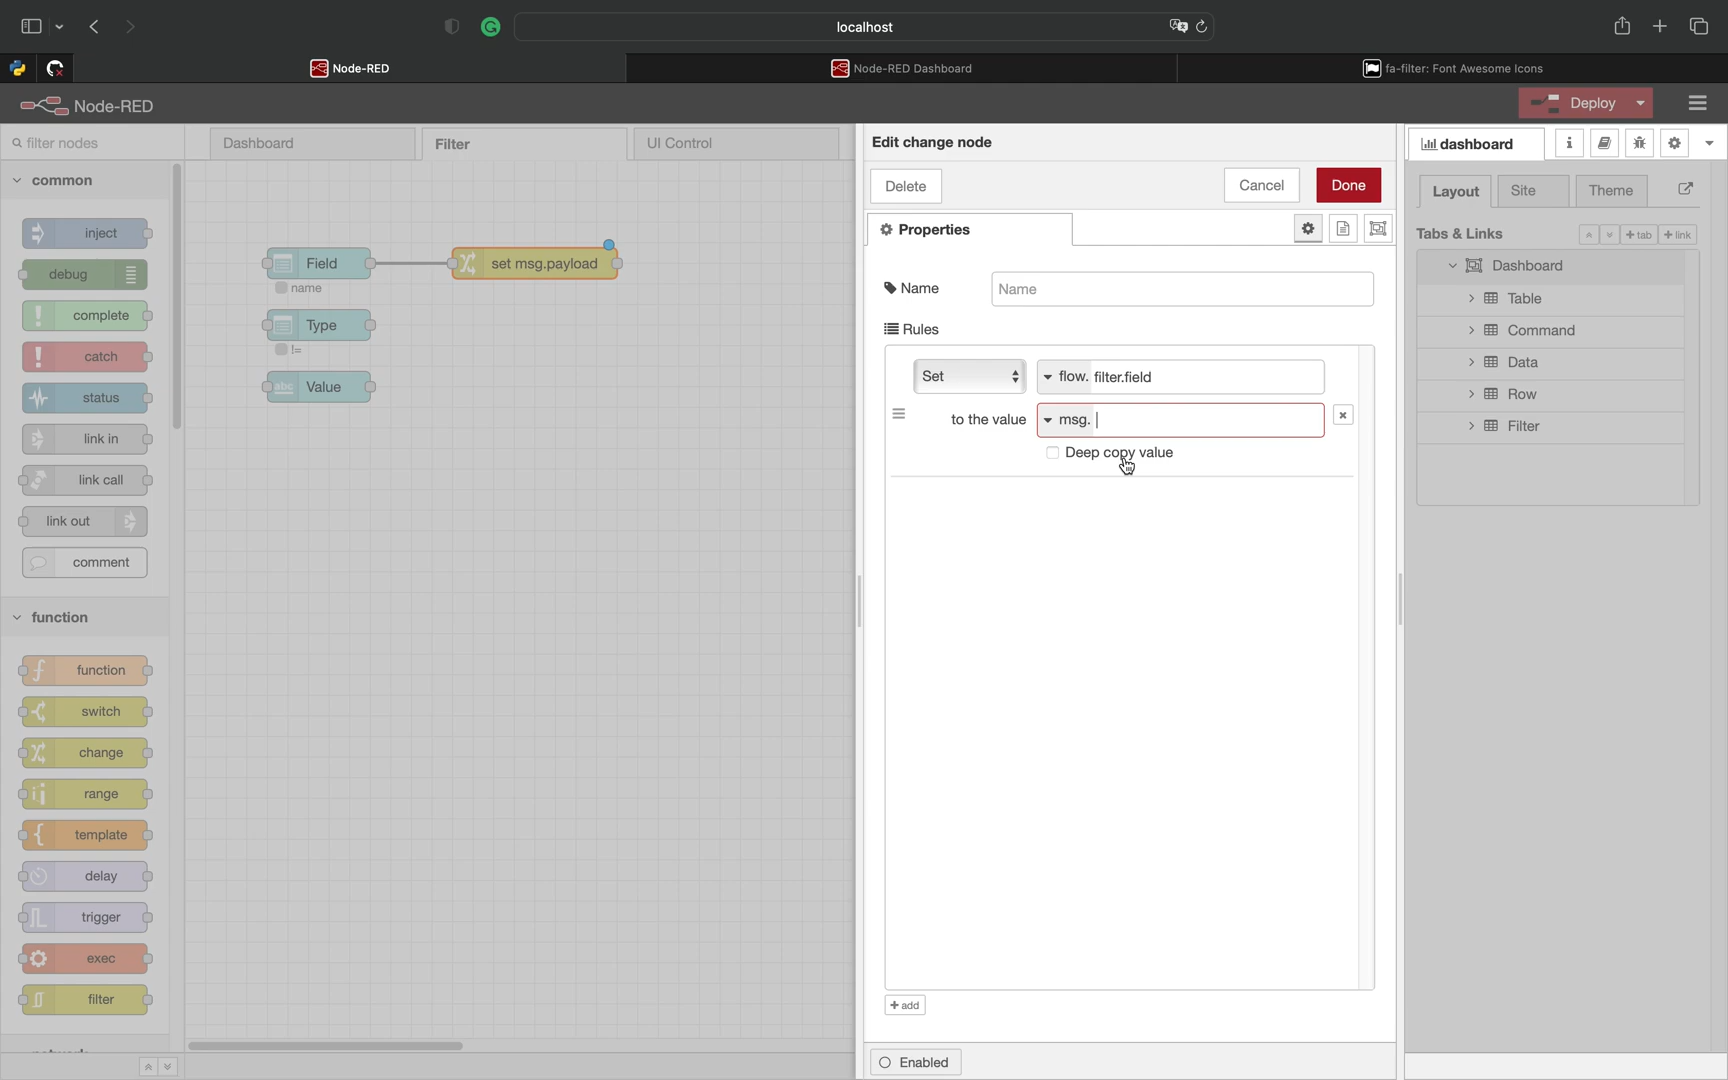 localhost
Node-RED
Node-RED Dashboard
fa-filter: Font Awesome Icons
Node-RED
Deploy
filter nodes
Dashboard
Filter
UI Control
Edit change node
dashboard
common
Delete
Cancel
Done
Layout
Site
Theme
Properties
Tabs & Links
+ tab
+ link
inject
debug
complete
catch
status
link in
link call
link out
comment
function
function
switch
change
range
template
delay
trigger
exec
filter
Field
name
Type
!=
abc Value
set msg.payload
Name
Name
Rules
Set
flow. filter.field
to the value
msg.
Deep copy value
+ add
Enabled
Dashboard
Table
Command
Data
Row
Filter